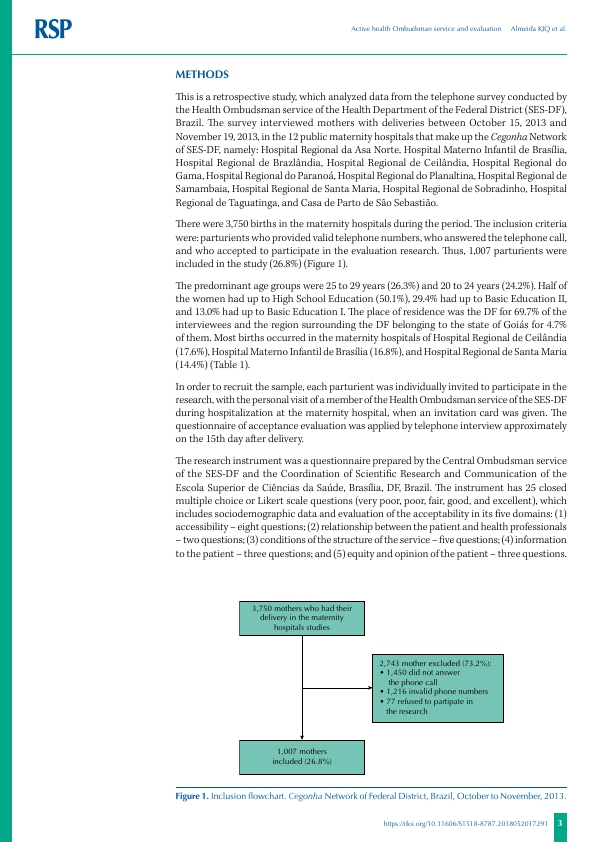 RSP
Active health Ombudsman service and evaluation Almeida KJQ et al.
METHODS
This is a retrospective study, which analyzed data from the telephone survey conducted by
the Health Ombudsman service of the Health Department of the Federal District (SES-DF),
Brazil. The survey interviewed mothers with deliveries between October 15, 2013 and
November 19, 2013, in the 12 public maternity hospitals that make up the Cegonha Network
of SES-DF, namely: Hospital Regional da Asa Norte, Hospital Materno Infantil de Brasília,
Hospital Regional de Brazlândia, Hospital Regional de Ceilândia, Hospital Regional do
Gama, Hospital Regional do Paranoá, Hospital Regional do Planaltina, Hospital Regional de
Samambaia, Hospital Regional de Santa Maria, Hospital Regional de Sobradinho, Hospital
Regional de Taguatinga, and Casa de Parto de São Sebastião.
There were 3,750 births in the maternity hospitals during the period. The inclusion criteria
were: parturients who provided valid telephone numbers, who answered the telephone call,
and who accepted to participate in the evaluation research. Thus, 1,007 parturients were
included in the study (26.8%) (Figure 1).
The predominant age groups were 25 to 29 years (26.3%) and 20 to 24 years (24.2%). Half of
the women had up to High School Education (50.1%), 29.4% had up to Basic Education II,
and 13.0% had up to Basic Education I. The place of residence was the DF for 69.7% of the
interviewees and the region surrounding the DF belonging to the state of Goiás for 4.7%
of them. Most births occurred in the maternity hospitals of Hospital Regional de Ceilândia
(17.6%), Hospital Materno Infantil de Brasília (16.8%), and Hospital Regional de Santa Maria
(14.4%) (Table 1).
In order to recruit the sample, each parturient was individually invited to participate in the
research, with the personal visit of a member of the Health Ombudsman service of the SES-DF
during hospitalization at the maternity hospital, when an invitation card was given. The
questionnaire of acceptance evaluation was applied by telephone interview approximately
on the 15th day after delivery.
The research instrument was a questionnaire prepared by the Central Ombudsman service
of the SES-DF and the Coordination of Scientific Research and Communication of the
Escola Superior de Ciências da Saúde, Brasília, DF, Brazil. The instrument has 25 closed
multiple choice or Likert scale questions (very poor, poor, fair, good, and excellent), which
includes sociodemographic data and evaluation of the acceptability in its five domains: (1)
accessibility – eight questions; (2) relationship between the patient and health professionals
– two questions; (3) conditions of the structure of the service – five questions; (4) information
to the patient – three questions; and (5) equity and opinion of the patient – three questions.
3,750 mothers who had their
delivery in the maternity
hospitals studies
2,743 mother excluded (73.2%):
• 1,450 did not answer
the phone call
• 1,216 invalid phone numbers
• 77 refused to partipate in
the research
1,007 mothers
included (26.8%)
Figure 1. Inclusion flowchart. Cegonha Network of Federal District, Brazil, October to November, 2013.
https://doi.org/10.11606/S1518-8787.2018052017291 3